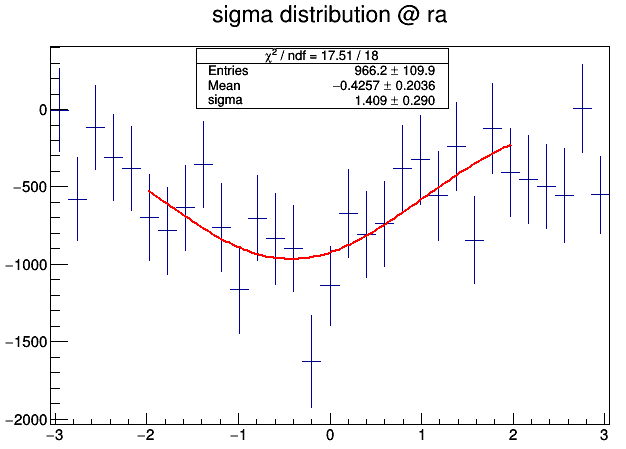 sigma distribution @ ra
χ² / ndf = 17.51 / 18
Entries 966.2 ± 109.9
Mean −0.4257 ± 0.2036
sigma 1.409 ± 0.290
0
−500
−1000
−1500
−2000
−3 −2 −1 0 1 2 3